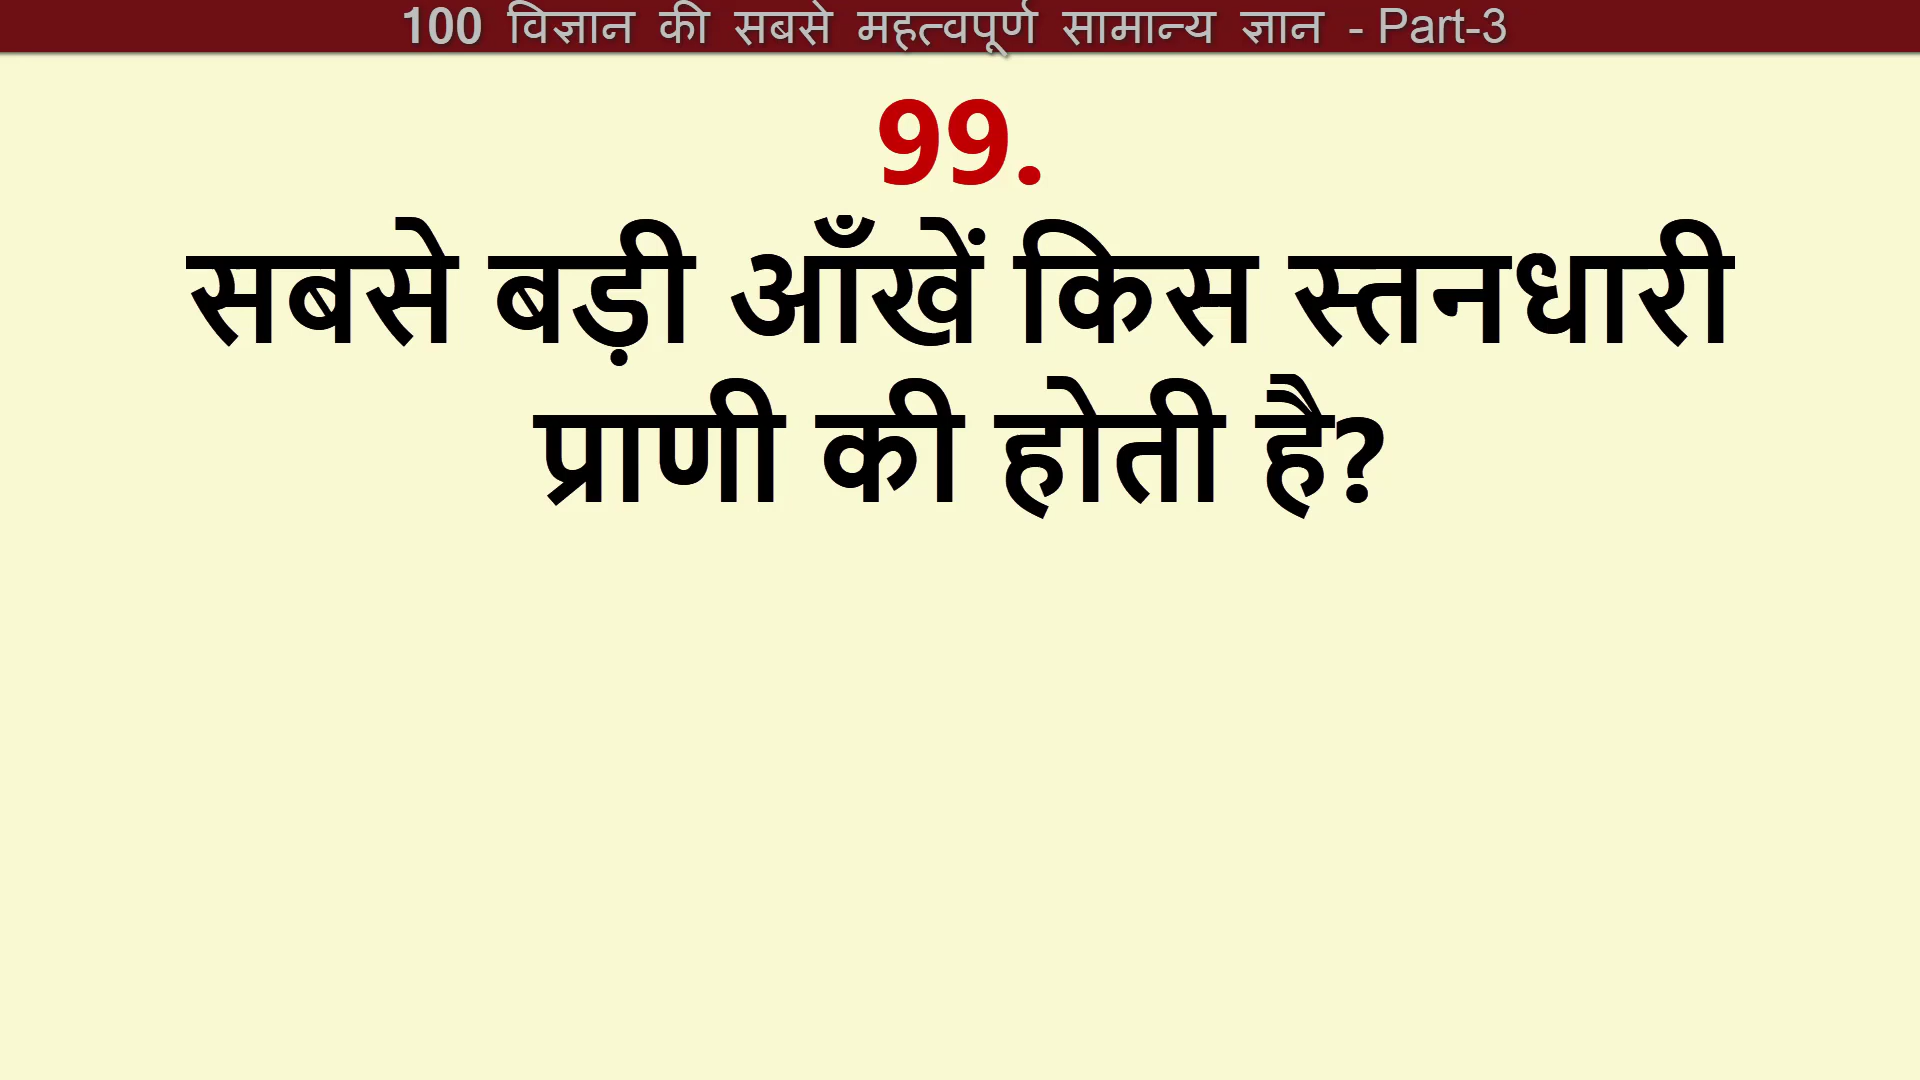 100 विज्ञान की सबसे महत्वपूर्ण सामान्य ज्ञान - Part-3
99.
सबसे बड़ी आँखें किस स्तनधारी
प्राणी की होती है?